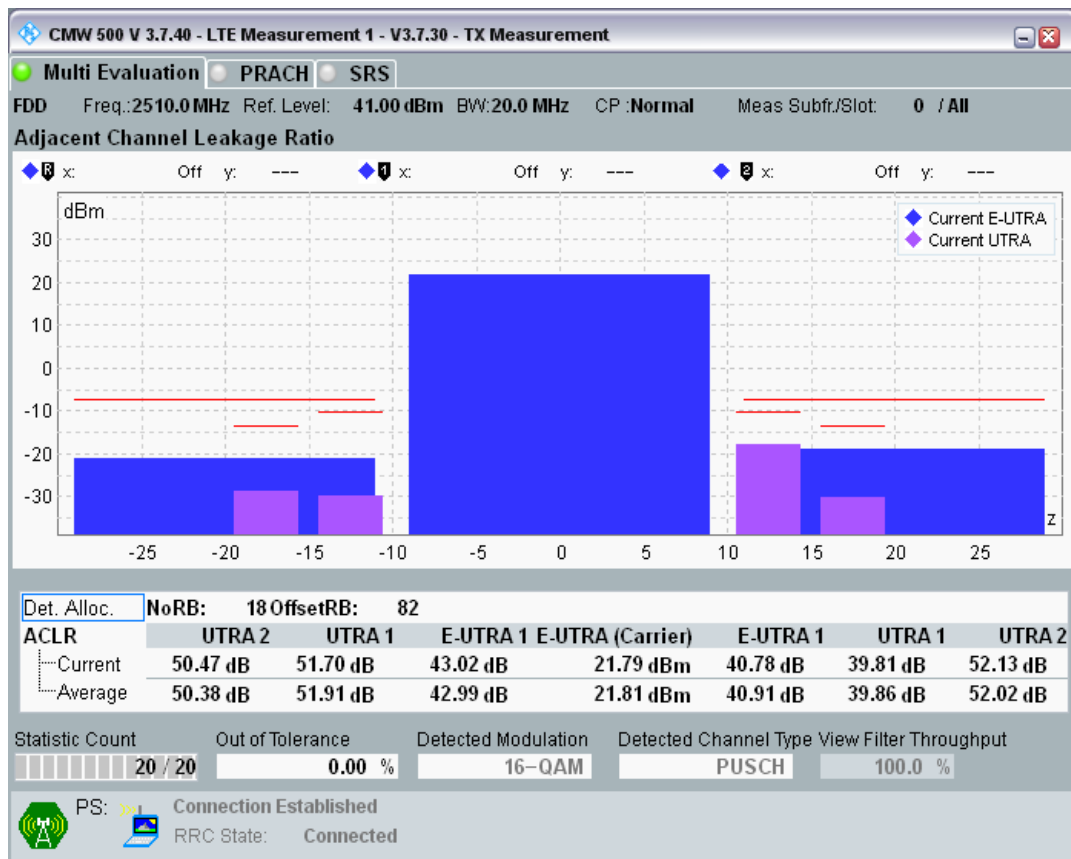 CMW 500 V 3.7.40 - LTE Measurement 1 - V3.7.30 - TX Measurement
Multi Evaluation PRACH SRS
FDD Freq.:2510.0 MHz Ref. Level: 41.00 dBm BW:20.0 MHz CP :Normal Meas Subfr./Slot: 0 / All
Adjacent Channel Leakage Ratio
R x: Off y: --- 1 x: Off y: --- 2 x: Off y: ---
dBm
Current E-UTRA
Current UTRA
30
20
10
0
-10
-20
-30
z
-25 -20 -15 -10 -5 0 5 10 15 20 25
Det. Alloc. NoRB: 18 OffsetRB: 82
ACLR UTRA 2 UTRA 1 E-UTRA 1 E-UTRA (Carrier) E-UTRA 1 UTRA 1 UTRA 2
Current 50.47 dB 51.70 dB 43.02 dB 21.79 dBm 40.78 dB 39.81 dB 52.13 dB
Average 50.38 dB 51.91 dB 42.99 dB 21.81 dBm 40.91 dB 39.86 dB 52.02 dB
Statistic Count Out of Tolerance Detected Modulation Detected Channel Type View Filter Throughput
20 / 20 0.00 % 16-QAM PUSCH 100.0 %
PS: Connection Established
RRC State: Connected